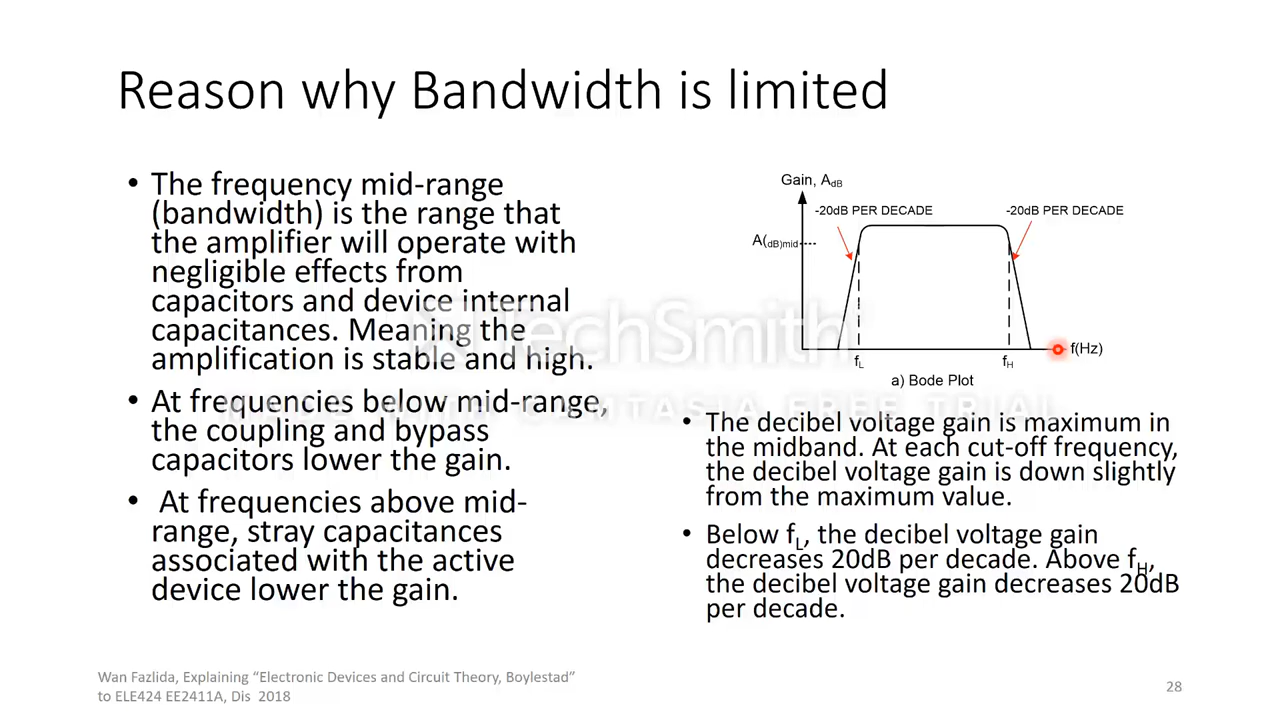 Reason why Bandwidth is limited
• The frequency mid-range
(bandwidth) is the range that
the amplifier will operate with
negligible effects from
capacitors and device internal
capacitances. Meaning the
amplification is stable and high.
• At frequencies below mid-range,
the coupling and bypass
capacitors lower the gain.
• At frequencies above mid-
range, stray capacitances
associated with the active
device lower the gain.
Gain, AdB
-20dB PER DECADE
-20dB PER DECADE
A(dB)mid
fL
fH
f(Hz)
a) Bode Plot
• The decibel voltage gain is maximum in
the midband. At each cut-off frequency,
the decibel voltage gain is down slightly
from the maximum value.
• Below fL, the decibel voltage gain
decreases 20dB per decade. Above fH,
the decibel voltage gain decreases 20dB
per decade.
TechSmith
MADE WITH CAMTASIA FREE TRIAL
Wan Fazlida, Explaining “Electronic Devices and Circuit Theory, Boylestad”
to ELE424 EE2411A, Dis 2018
28